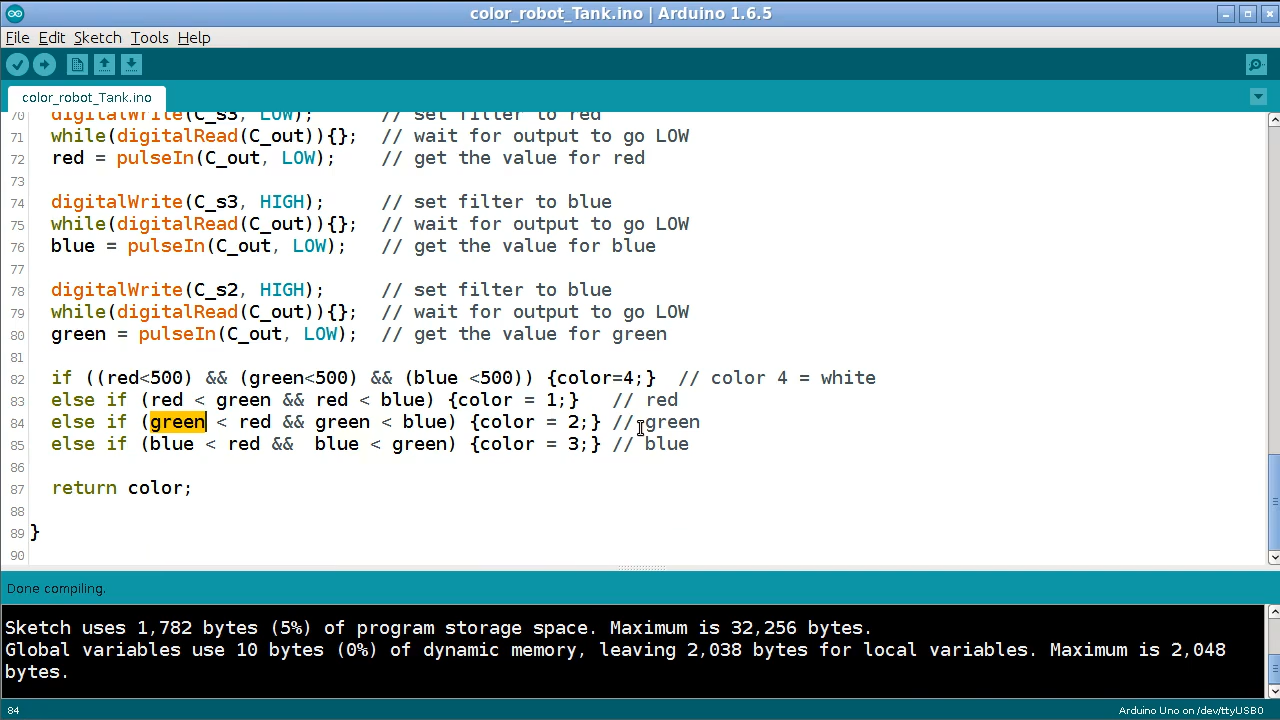 color_robot_Tank.ino | Arduino 1.6.5
File Edit Sketch Tools Help
color_robot_Tank.ino
70 digitalWrite(C_s3, LOW); // set filter to red
71 while(digitalRead(C_out)){}; // wait for output to go LOW
72 red = pulseIn(C_out, LOW); // get the value for red
73
74 digitalWrite(C_s3, HIGH); // set filter to blue
75 while(digitalRead(C_out)){}; // wait for output to go LOW
76 blue = pulseIn(C_out, LOW); // get the value for blue
77
78 digitalWrite(C_s2, HIGH); // set filter to blue
79 while(digitalRead(C_out)){}; // wait for output to go LOW
80 green = pulseIn(C_out, LOW); // get the value for green
81
82 if ((red<500) && (green<500) && (blue <500)) {color=4;} // color 4 = white
83 else if (red < green && red < blue) {color = 1;} // red
84 else if (green < red && green < blue) {color = 2;} // green
85 else if (blue < red && blue < green) {color = 3;} // blue
86
87 return color;
88
89 }
90
Done compiling.
Sketch uses 1,782 bytes (5%) of program storage space. Maximum is 32,256 bytes.
Global variables use 10 bytes (0%) of dynamic memory, leaving 2,038 bytes for local variables. Maximum is 2,048
bytes.
84 Arduino Uno on /dev/ttyUSB0